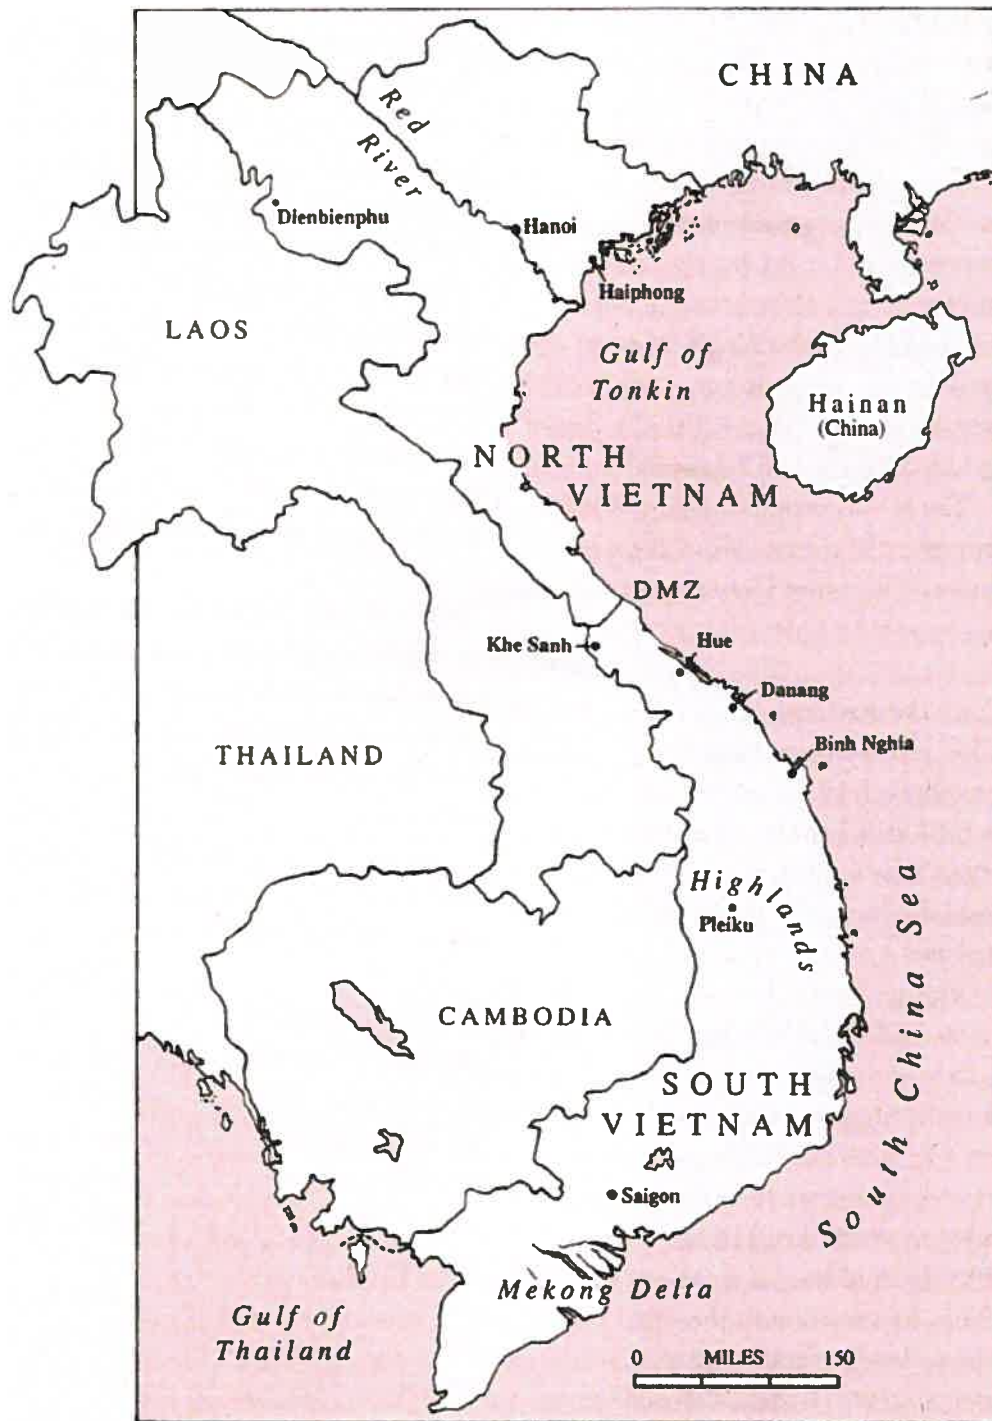 CHINA
Red
River
Dienbienphu
Hanoi
Haiphong
LAOS
Gulf of
Tonkin
Hainan
(China)
NORTH
VIETNAM
DMZ
Khe Sanh
Hue
Danang
Binh Nghia
THAILAND
Highlands
Pleiku
CAMBODIA
South China Sea
SOUTH
VIETNAM
Saigon
Mekong Delta
Gulf of
Thailand
0 MILES 150